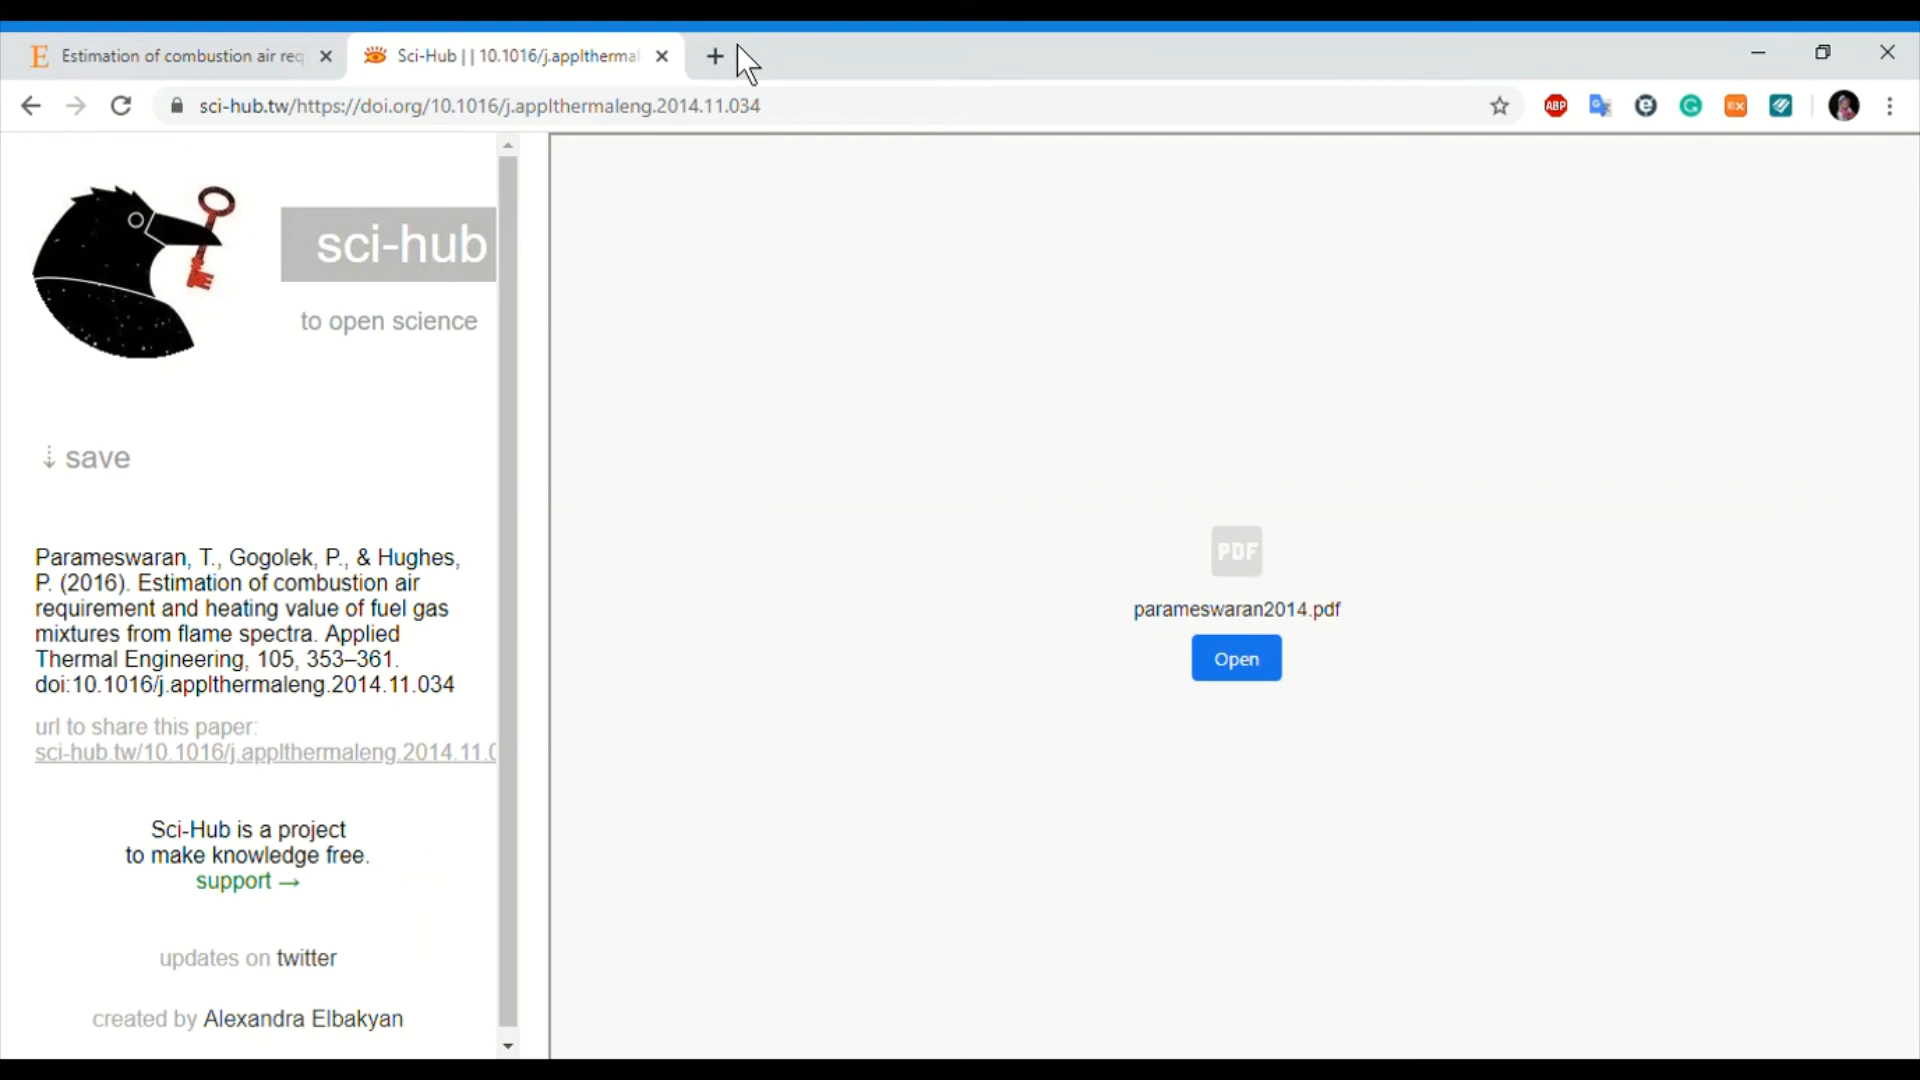 E Estimation of combustion air req
Sci-Hub | | 10.1016/j.applthermal
sci-hub.tw/https://doi.org/10.1016/j.applthermaleng.2014.11.034
ABP
EX
sci-hub
to open science
⇣ save
Parameswaran, T., Gogolek, P., & Hughes,
P. (2016). Estimation of combustion air
requirement and heating value of fuel gas
mixtures from flame spectra. Applied
Thermal Engineering, 105, 353–361.
doi:10.1016/j.applthermaleng.2014.11.034
url to share this paper:
sci-hub.tw/10.1016/j.applthermaleng.2014.11.0
Sci-Hub is a project
to make knowledge free.
support →
updates on twitter
created by Alexandra Elbakyan
PDF
parameswaran2014.pdf
Open